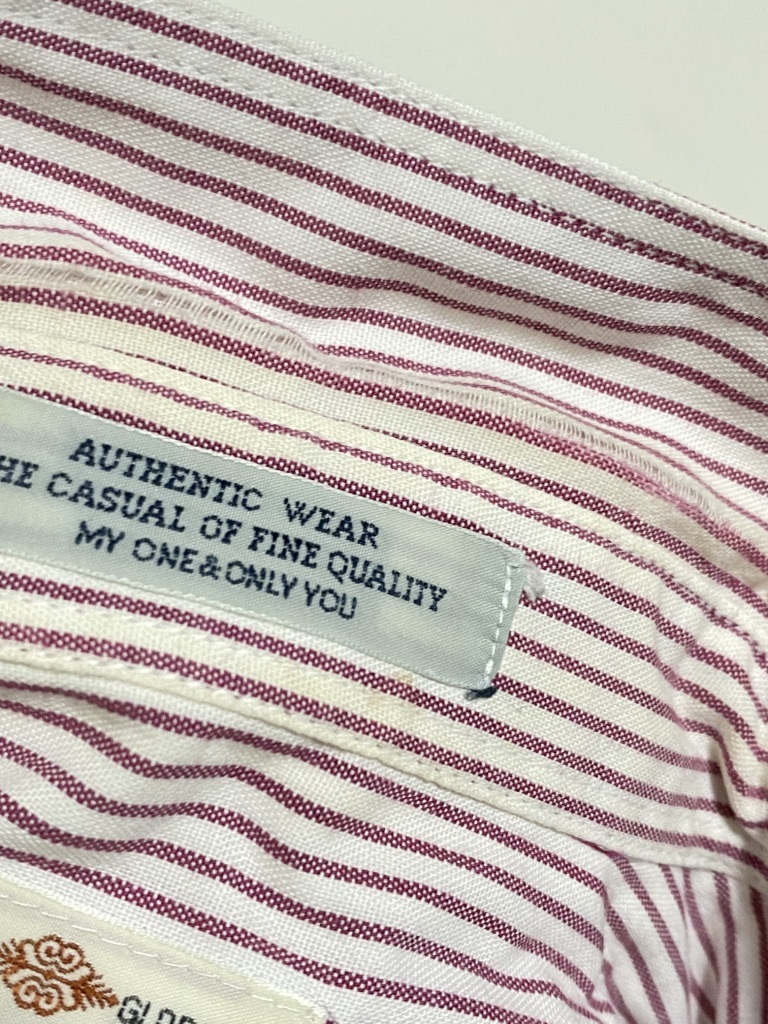 AUTHENTIC WEAR
HE CASUAL OF FINE QUALITY
MY ONE&ONLY YOU